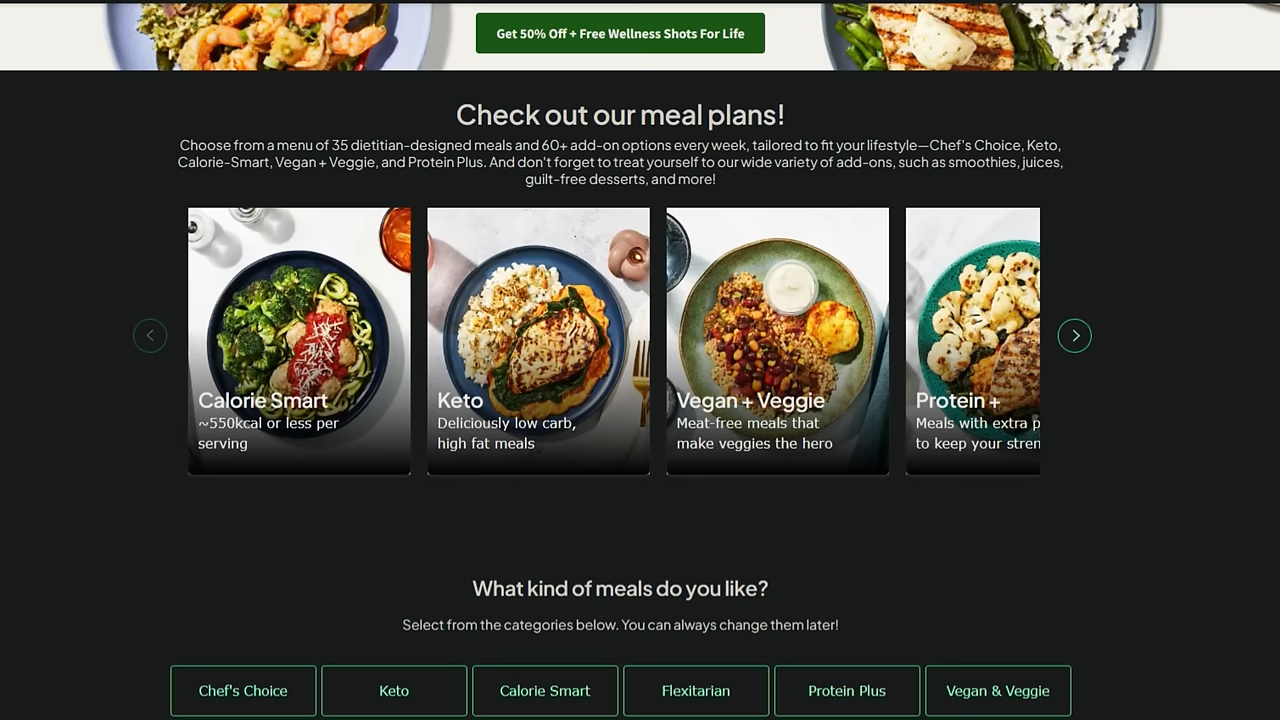 Get 50% Off + Free Wellness Shots For Life
Check out our meal plans!
Choose from a menu of 35 dietitian-designed meals and 60+ add-on options every week, tailored to fit your lifestyle—Chef's Choice, Keto,
Calorie-Smart, Vegan + Veggie, and Protein Plus. And don't forget to treat yourself to our wide variety of add-ons, such as smoothies, juices,
guilt-free desserts, and more!
Calorie Smart
~550kcal or less per
serving
Keto
Deliciously low carb,
high fat meals
Vegan + Veggie
Meat-free meals that
make veggies the hero
Protein +
Meals with extra p
to keep your stren
What kind of meals do you like?
Select from the categories below. You can always change them later!
Chef's Choice
Keto
Calorie Smart
Flexitarian
Protein Plus
Vegan & Veggie